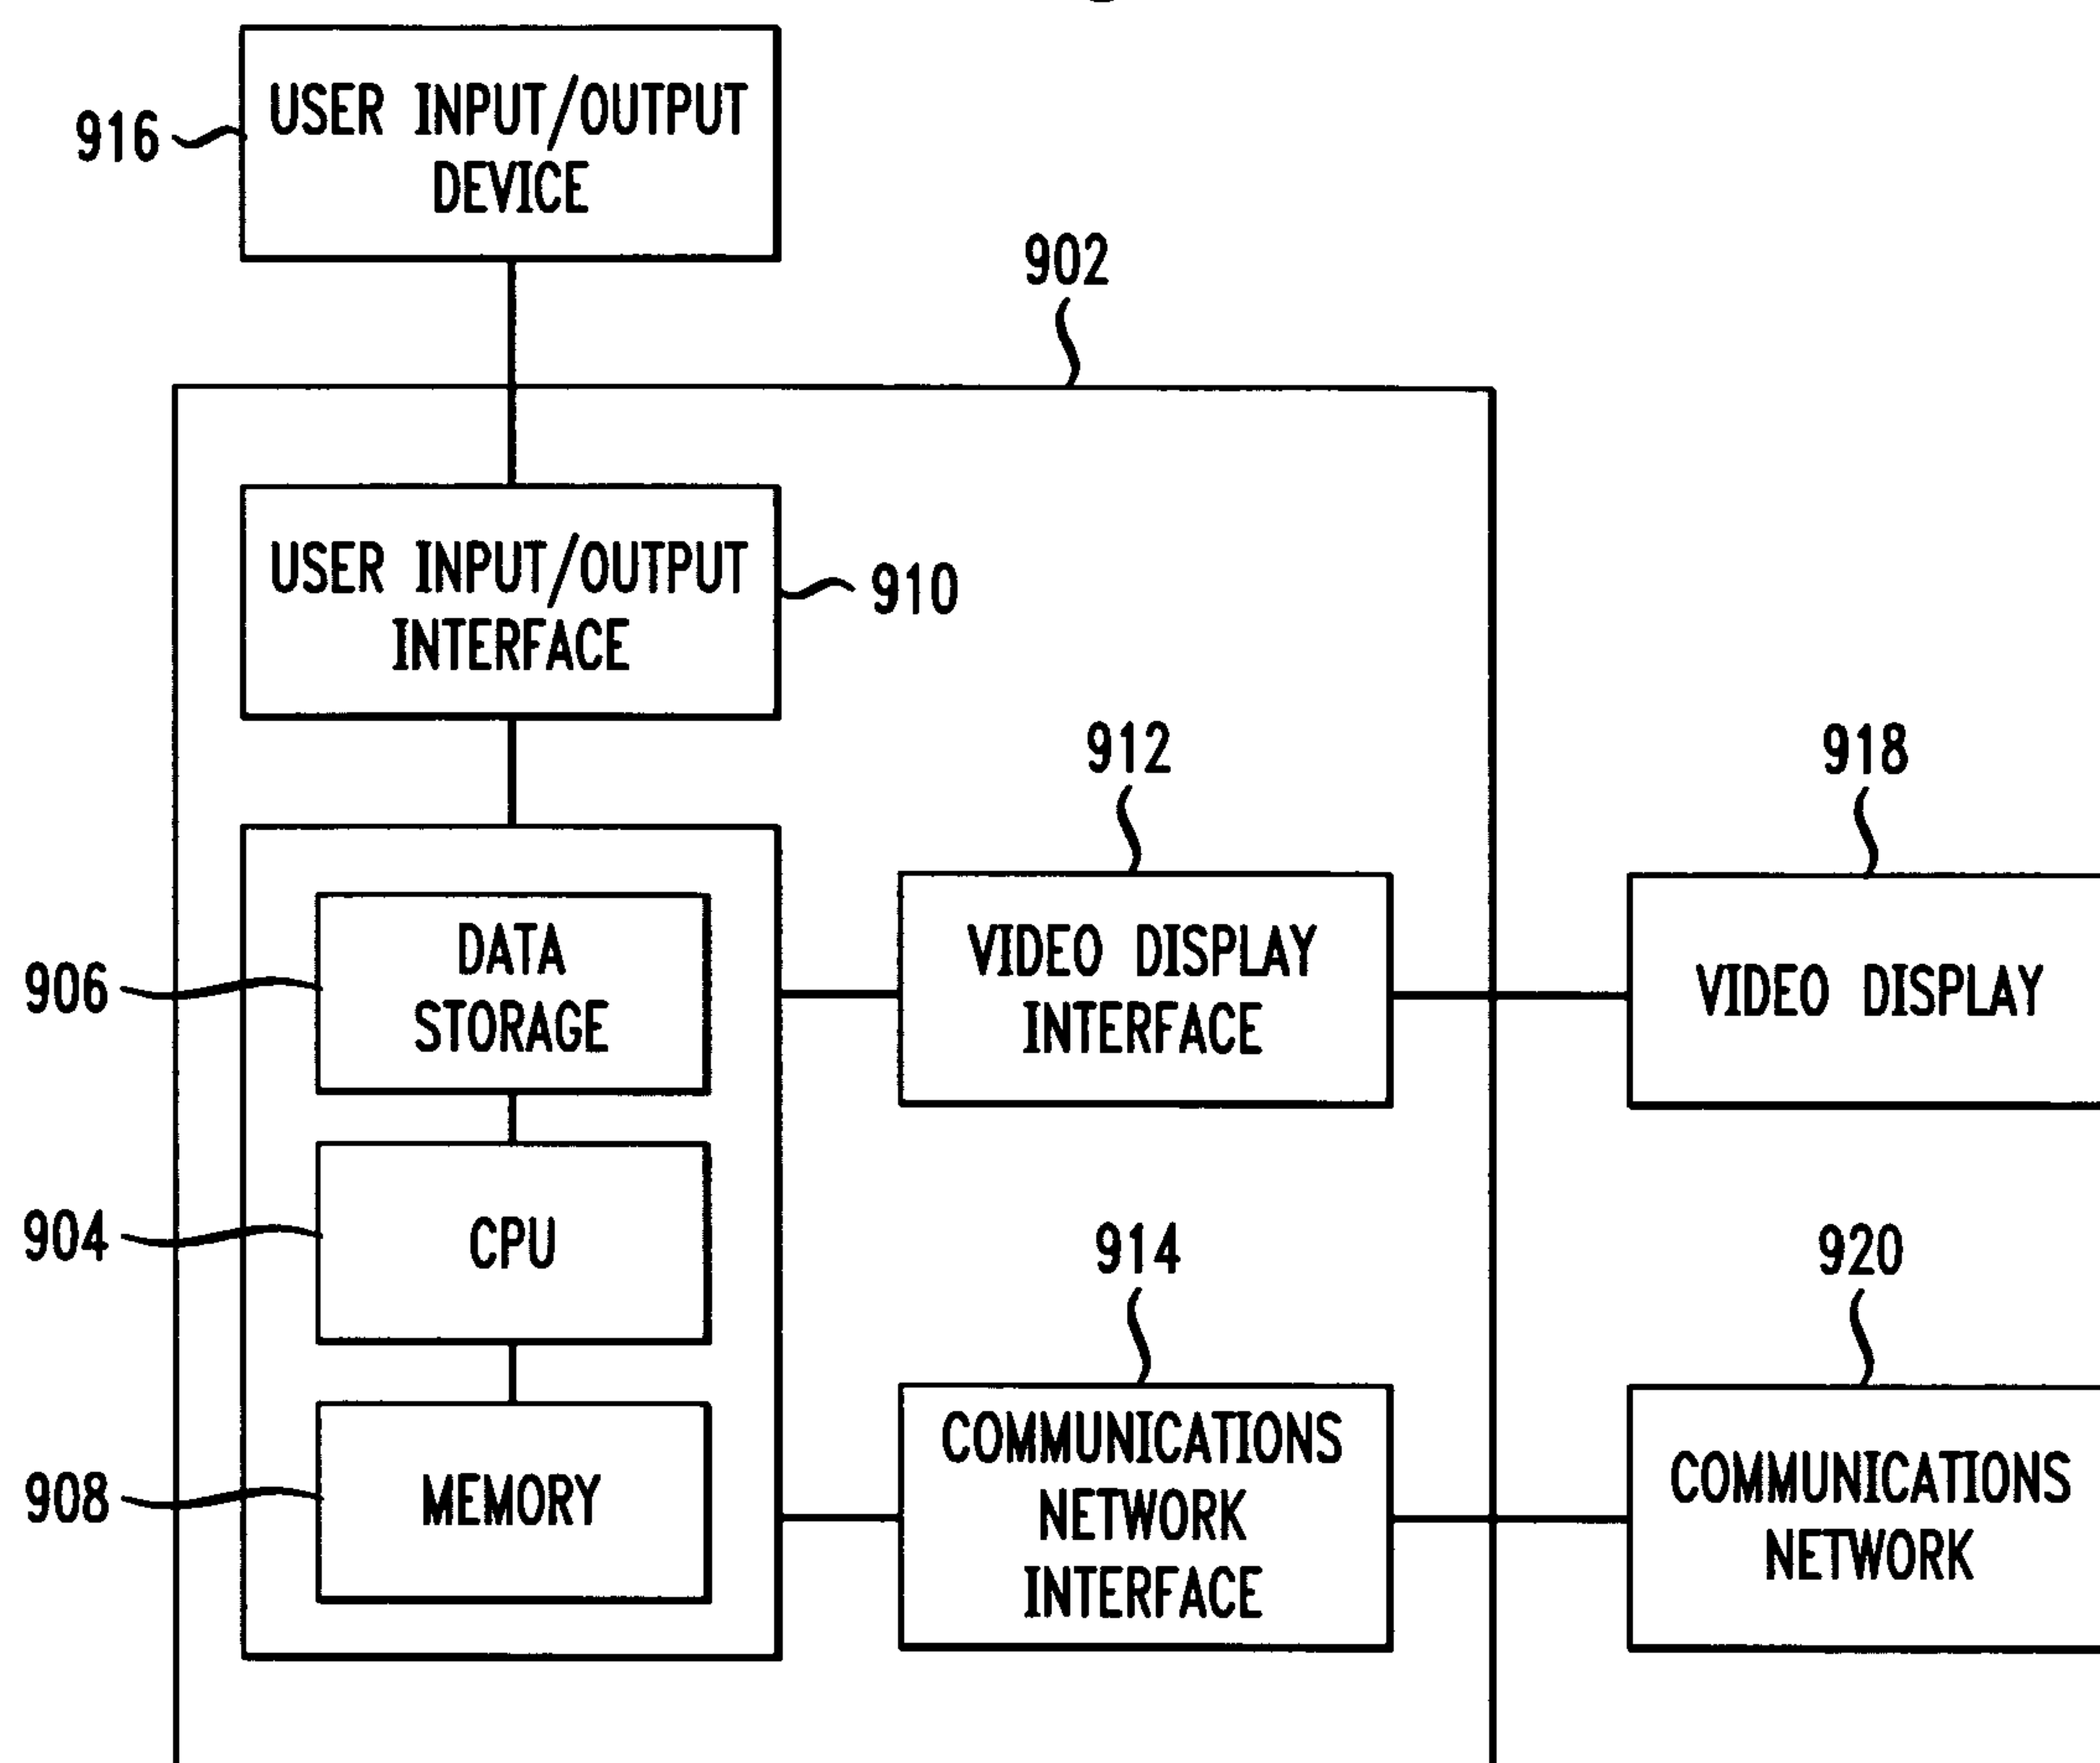 916
USER INPUT/OUTPUT
DEVICE
902
USER INPUT/OUTPUT
INTERFACE
910
912
918
906
DATA
STORAGE
VIDEO DISPLAY
INTERFACE
VIDEO DISPLAY
904
CPU
914
920
908
MEMORY
COMMUNICATIONS
NETWORK
INTERFACE
COMMUNICATIONS
NETWORK